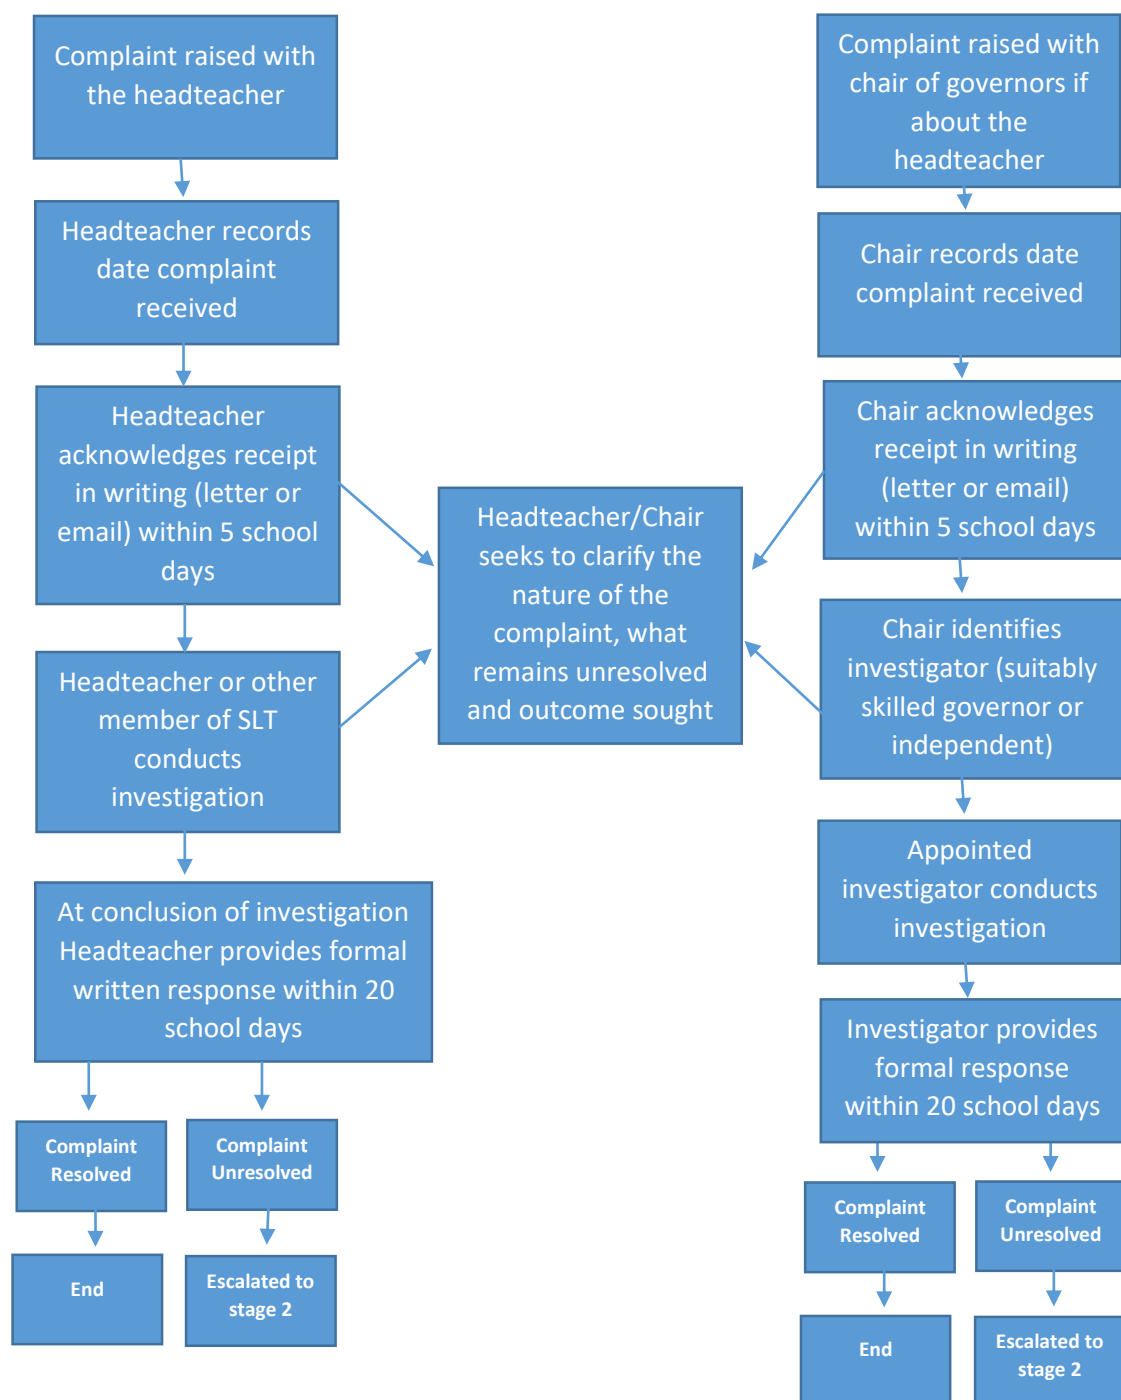 Complaint raised with
the headteacher
Headteacher records
date complaint
received
Headteacher
acknowledges receipt
in writing (letter or
email) within 5 school
days
Headteacher or other
member of SLT
conducts
investigation
At conclusion of investigation
Headteacher provides formal
written response within 20
school days
Complaint
Resolved
Complaint
Unresolved
End
Escalated to
stage 2
Headteacher/Chair
seeks to clarify the
nature of the
complaint, what
remains unresolved
and outcome sought
Complaint raised with
chair of governors if
about the
headteacher
Chair records date
complaint received
Chair acknowledges
receipt in writing
(letter or email)
within 5 school days
Chair identifies
investigator (suitably
skilled governor or
independent)
Appointed
investigator conducts
investigation
Investigator provides
formal response
within 20 school days
Complaint
Resolved
Complaint
Unresolved
End
Escalated to
stage 2